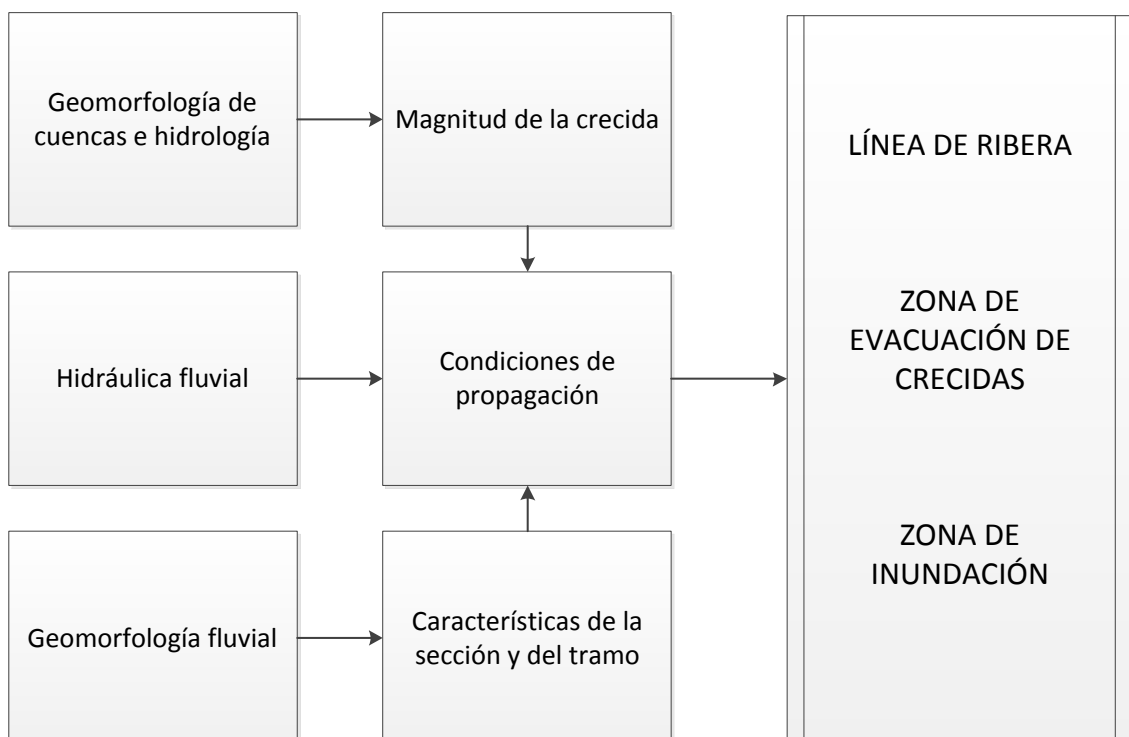 Geomorfología de
cuencas e hidrología
Magnitud de la crecida
Hidráulica fluvial
Condiciones de
propagación
Geomorfología fluvial
Característísicas de la
sección y del tramo
LÍNEA DE RIBERA
ZONA DE
EVACUACIÓN DE
CRECIDAS
ZONA DE
INUNDACIÓN